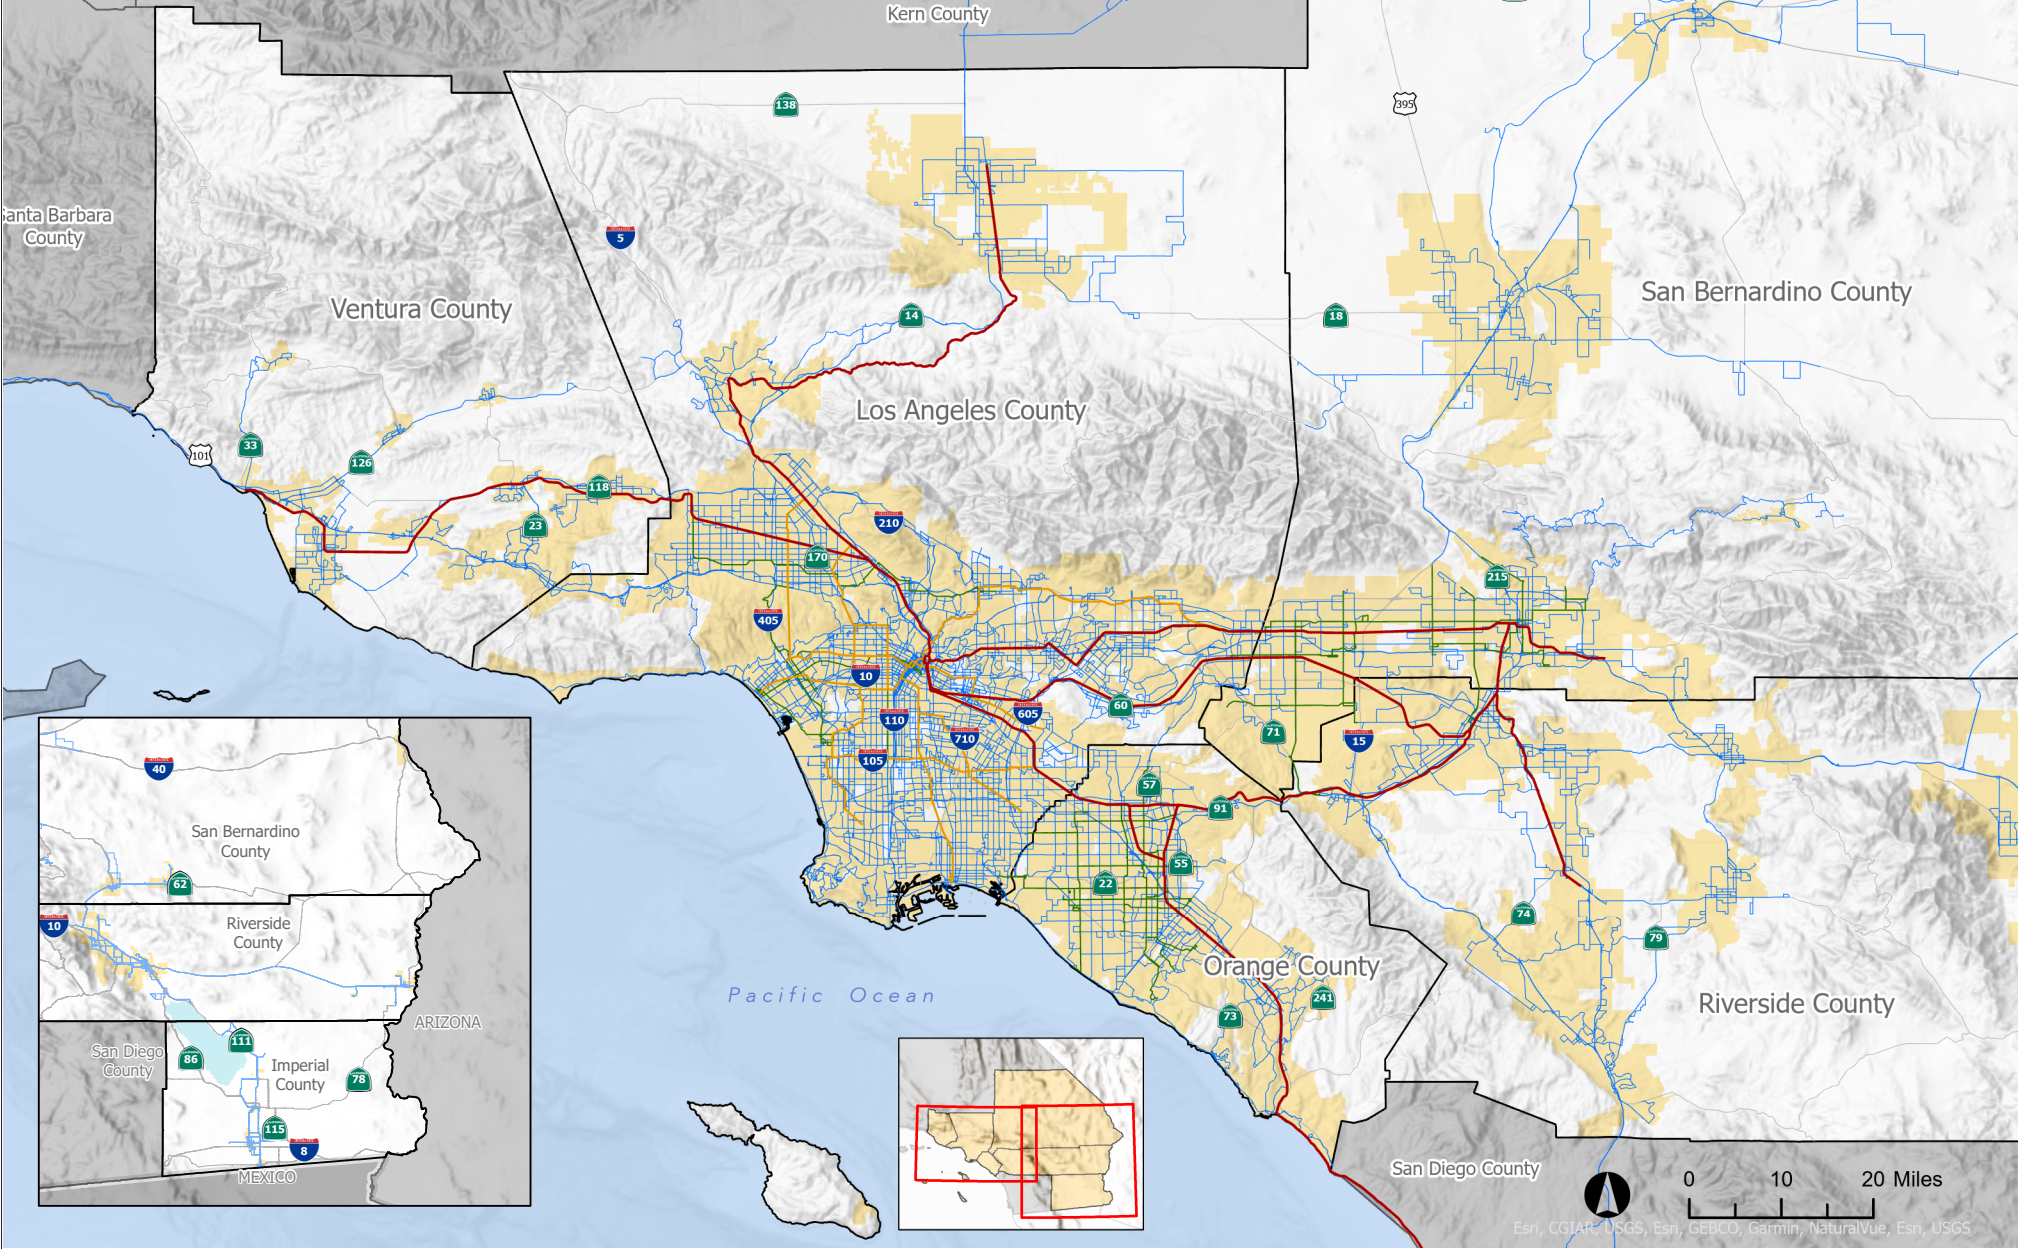 Kern County
138
395
Santa Barbara
County
5
San Bernardino County
Ventura County
14
18
Los Angeles County
33
101
126
118
23
210
170
215
405
10
60
605
110
71
710
15
105
57
91
55
22
74
79
Orange County
241
73
Riverside County
Pacific Ocean
San Diego County
0 10 20 Miles
Esri, CGIAR, USGS, Esri, GEBCO, Garmin, NaturalVue, Esri, USGS
40
San Bernardino
County
62
10
Riverside
County
ARIZONA
San Diego
County
111
86
Imperial
County
78
115
8
MEXICO